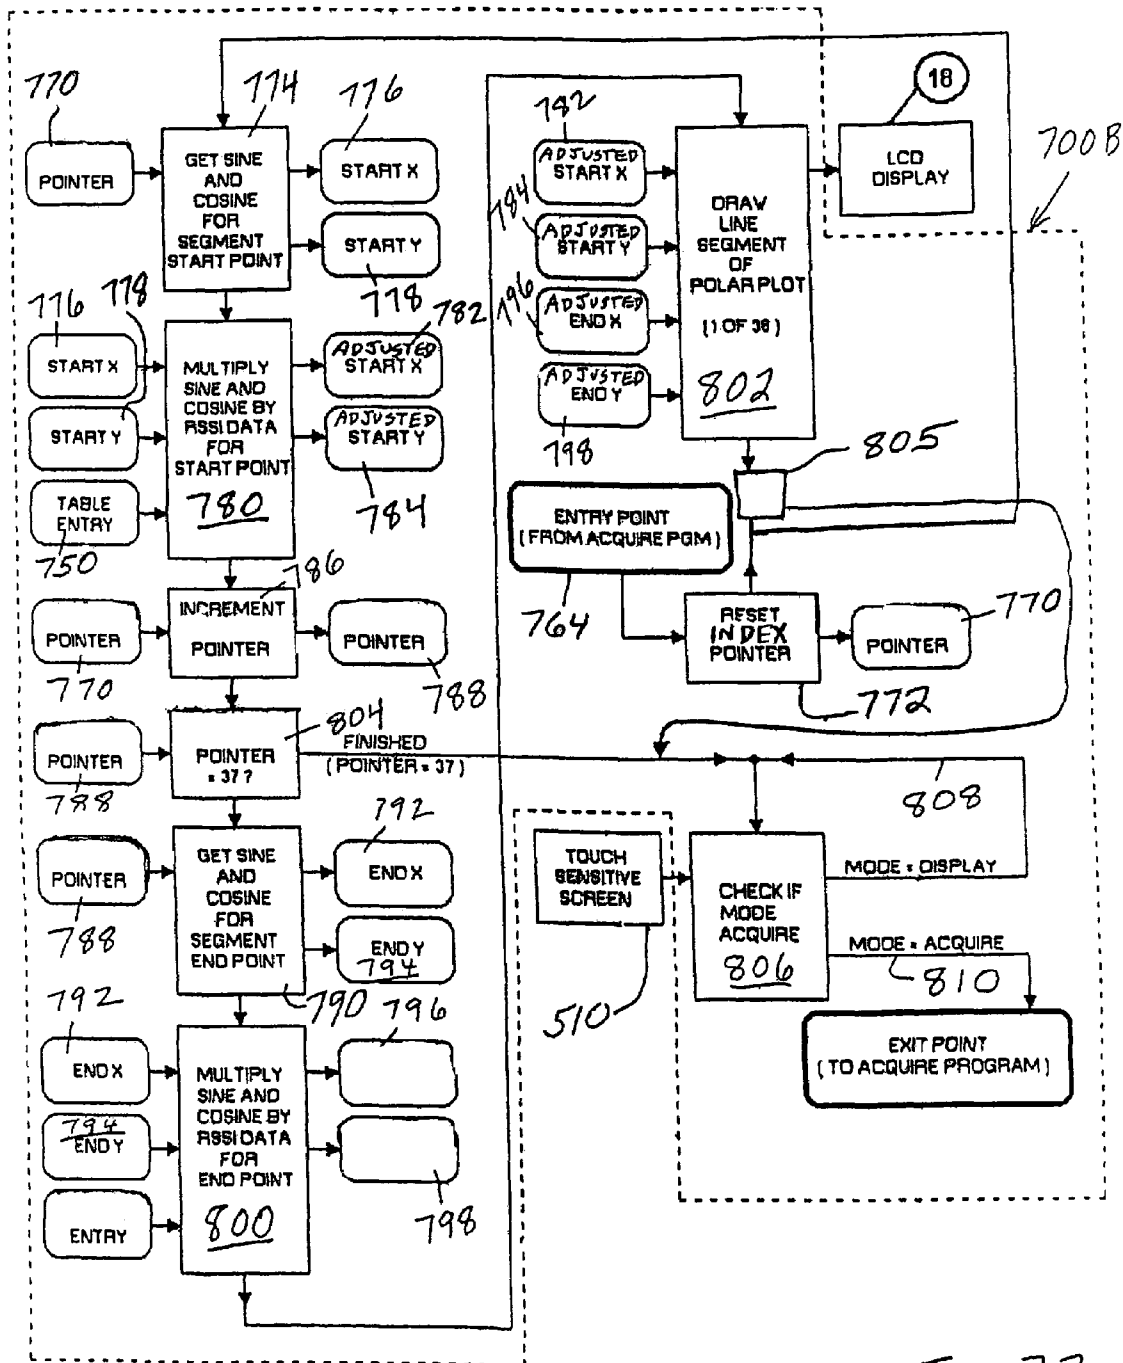 770
POINTER
774
GET SINE
AND
COSINE
FOR
SEGMENT
START POINT
776
START X
START Y
778
776
START X
778
START Y
TABLE
ENTRY
750
MULTIPLY
SINE AND
COSINE BY
RSSI DATA
FOR
START POINT
780
782
ADJUSTED
START X
ADJUSTED
START Y
784
786
INCREMENT
POINTER
POINTER
770
POINTER
788
804
POINTER
788
POINTER
= 37?
FINISHED
(POINTER = 37)
POINTER
788
GET SINE
AND
COSINE
FOR
SEGMENT
END POINT
790
792
END X
END Y
794
792
END X
794
END Y
ENTRY
MULTIPLY
SINE AND
COSINE BY
RSSI DATA
FOR
END POINT
800
796
798
782
ADJUSTED
START X
784
ADJUSTED
START Y
796
ADJUSTED
END X
ADJUSTED
END Y
798
DRAW
LINE
SEGMENT
OF
POLAR PLOT
(1 OF 36)
802
18
LCD
DISPLAY
700B
805
ENTRY POINT
(FROM ACQUIRE PGM)
764
RESET
INDEX
POINTER
772
770
POINTER
808
TOUCH
SENSITIVE
SCREEN
510
CHECK IF
MODE
ACQUIRE
806
MODE = DISPLAY
MODE = ACQUIRE
810
EXIT POINT
(TO ACQUIRE PROGRAM)